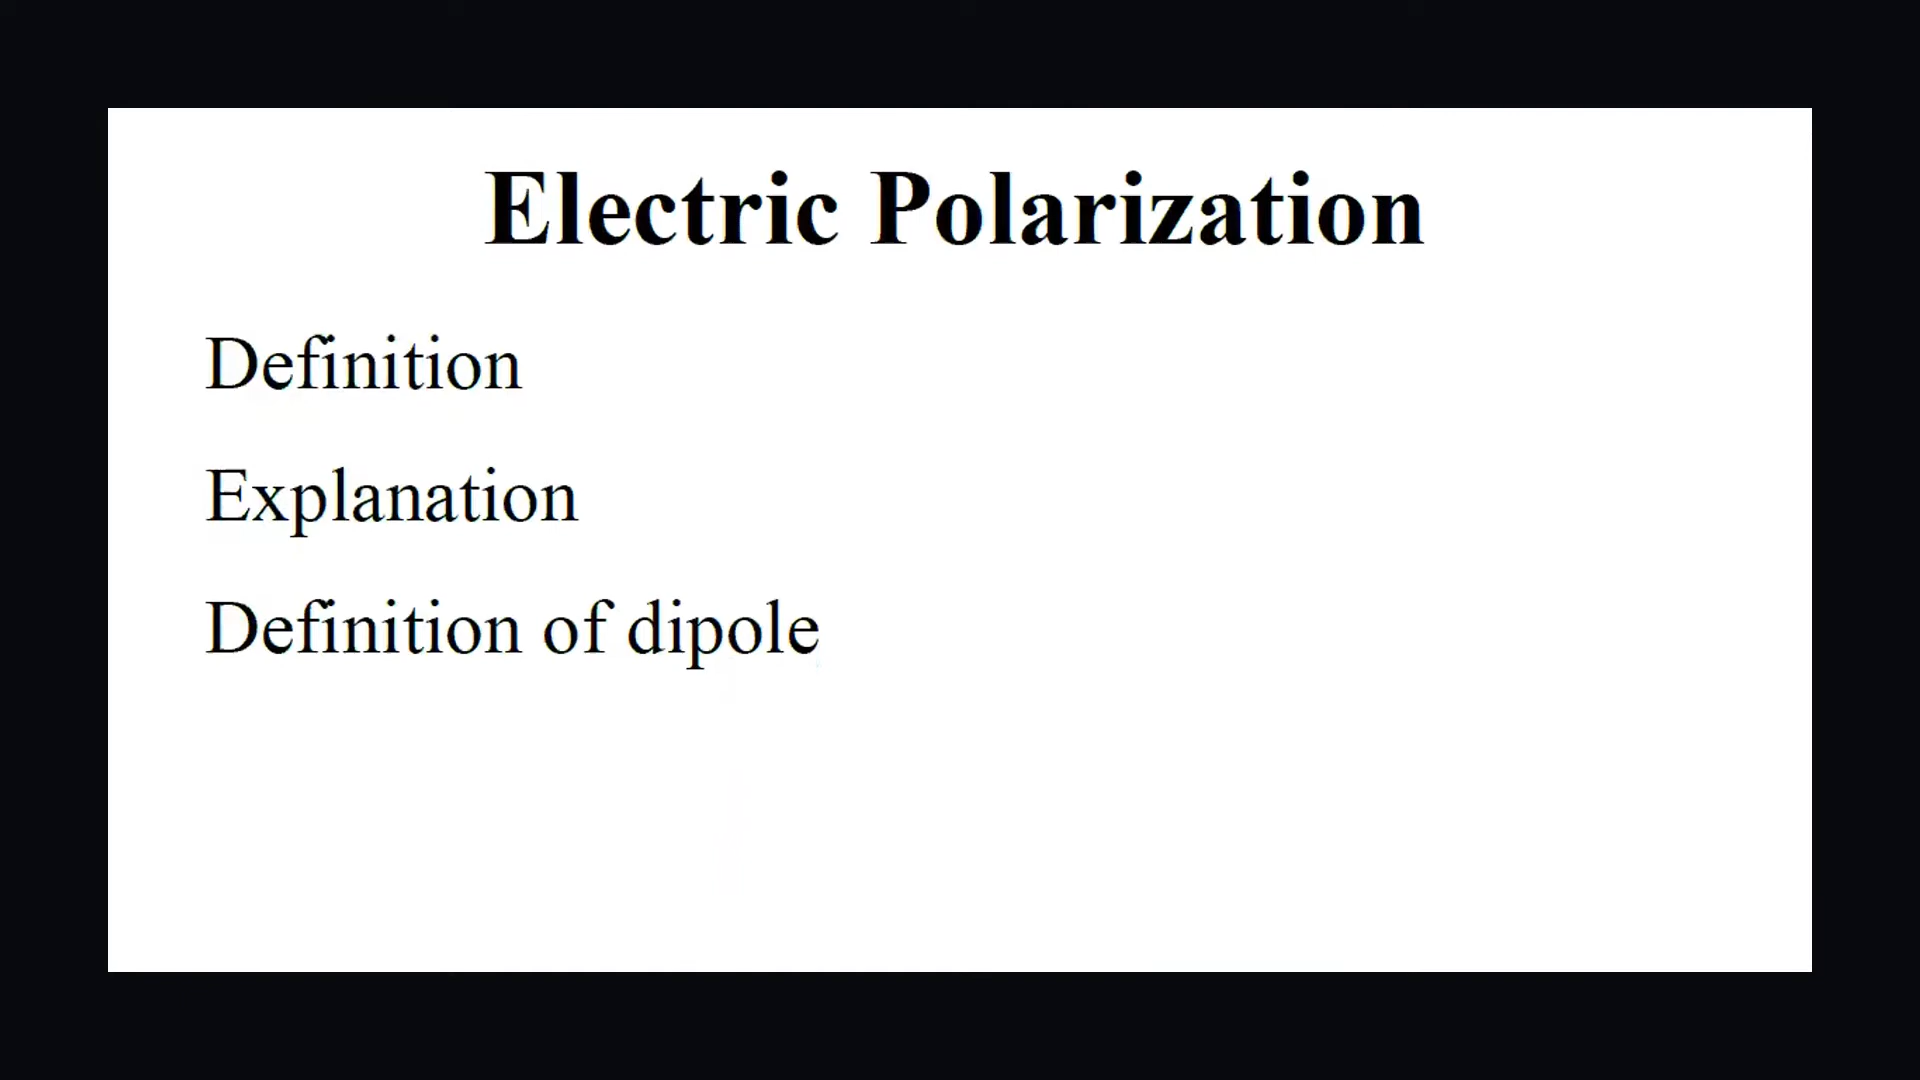 Electric Polarization
Definition
Explanation
Definition of dipole